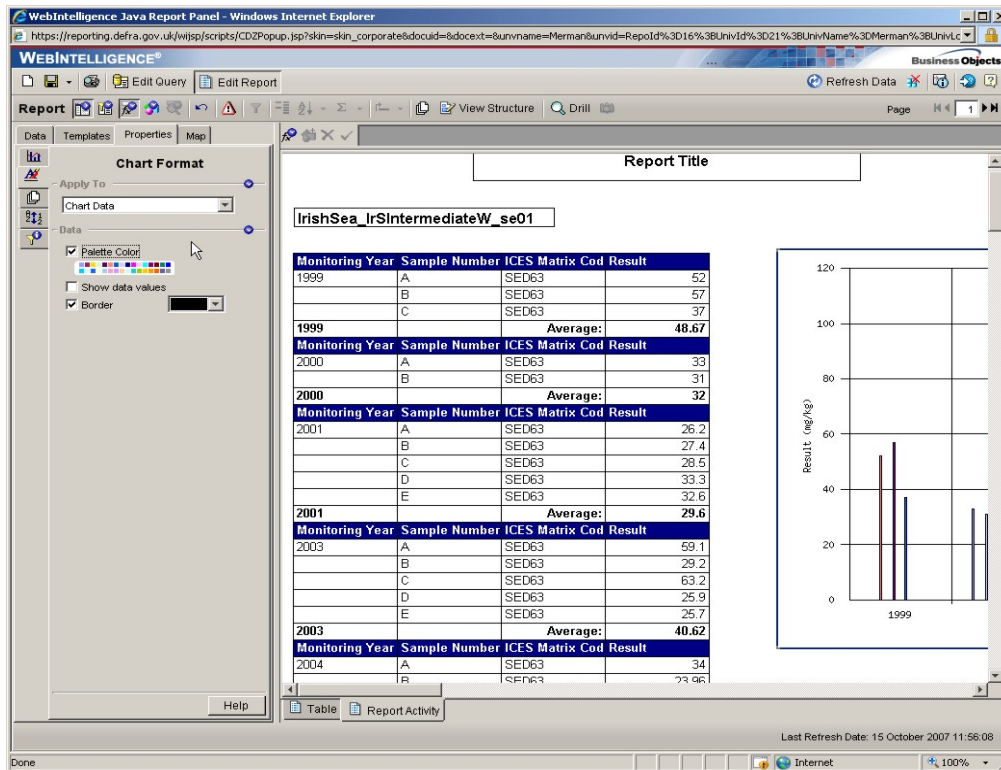 WebIntelligence Java Report Panel - Windows Internet Explorer
https://reporting.defra.gov.uk/wijsp/scripts/CDZPopup.jsp?skin=skin_corporate&docuid=&docext=&unvname=Merman&unvid=RepoId%3D16%3BUnivId%3D21%3BUnivName%3DMerman%3BUnivLc
WEBINTELLIGENCE®
... Business Objects
Edit Query Edit Report Refresh Data
Report View Structure Drill Page 1
Data Templates Properties Map
Chart Format
Apply To
Chart Data
Data
Palette Color
Show data values
Border
Help
Report Title
IrishSea_IrSIntermediateW_se01
Monitoring Year Sample Number ICES Matrix Cod Result
1999 A SED63 52
B SED63 57
C SED63 37
1999 Average: 48.67
Monitoring Year Sample Number ICES Matrix Cod Result
2000 A SED63 33
B SED63 31
2000 Average: 32
Monitoring Year Sample Number ICES Matrix Cod Result
2001 A SED63 26.2
B SED63 27.4
C SED63 28.5
D SED63 33.3
E SED63 32.6
2001 Average: 29.6
Monitoring Year Sample Number ICES Matrix Cod Result
2003 A SED63 59.1
B SED63 29.2
C SED63 63.2
D SED63 25.9
E SED63 25.7
2003 Average: 40.62
Monitoring Year Sample Number ICES Matrix Cod Result
2004 A SED63 34
B SED63 23.96
120
100
80
60
40
20
0
Result (mg/kg)
1999
Table Report Activity
Last Refresh Date: 15 October 2007 11:56:08
Done Internet 100%